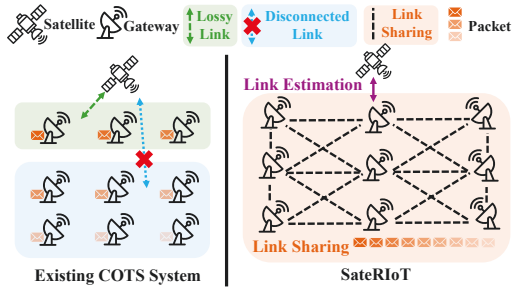 Satellite
Gateway
Lossy
Link
Disconnected
Link
Link
Sharing
Packet
Link Estimation
Link Sharing
Existing COTS System
SateRIoT